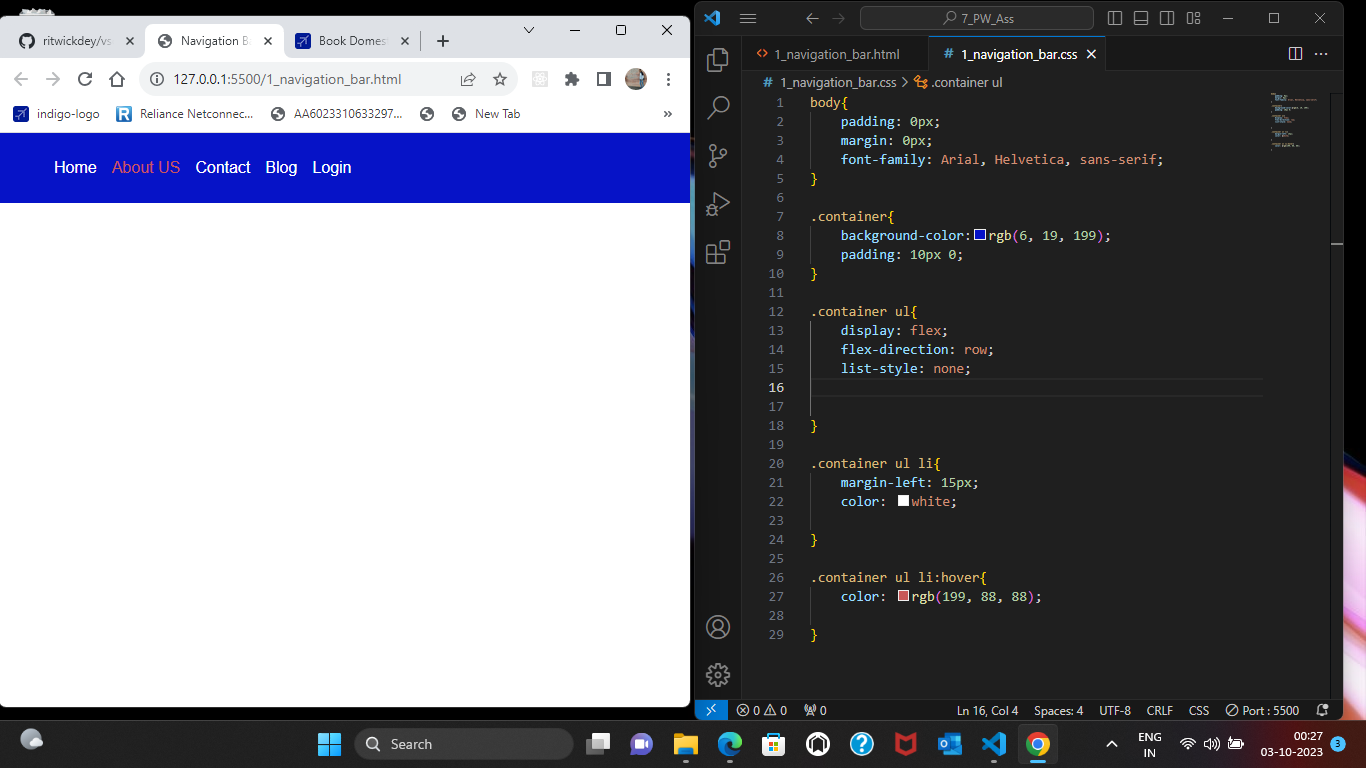 ritwickdey/vs
Navigation B
Book Domest
127.0.0.1:5500/1_navigation_bar.html
indigo-logo
Reliance Netconnec...
AA6023310633297...
New Tab
»
Home About US Contact Blog Login
7_PW_Ass
1_navigation_bar.html
# 1_navigation_bar.css
# 1_navigation_bar.css > .container ul
1 body{
2 padding: 0px;
3 margin: 0px;
4 font-family: Arial, Helvetica, sans-serif;
5 }
6
7 .container{
8 background-color: rgb(6, 19, 199);
9 padding: 10px 0;
10 }
11
12 .container ul{
13 display: flex;
14 flex-direction: row;
15 list-style: none;
16
17
18 }
19
20 .container ul li{
21 margin-left: 15px;
22 color: white;
23
24 }
25
26 .container ul li:hover{
27 color: rgb(199, 88, 88);
28
29 }
0 0 0
Ln 16, Col 4 Spaces: 4 UTF-8 CRLF CSS Port : 5500
Search
ENG
IN
00:27
03-10-2023
3